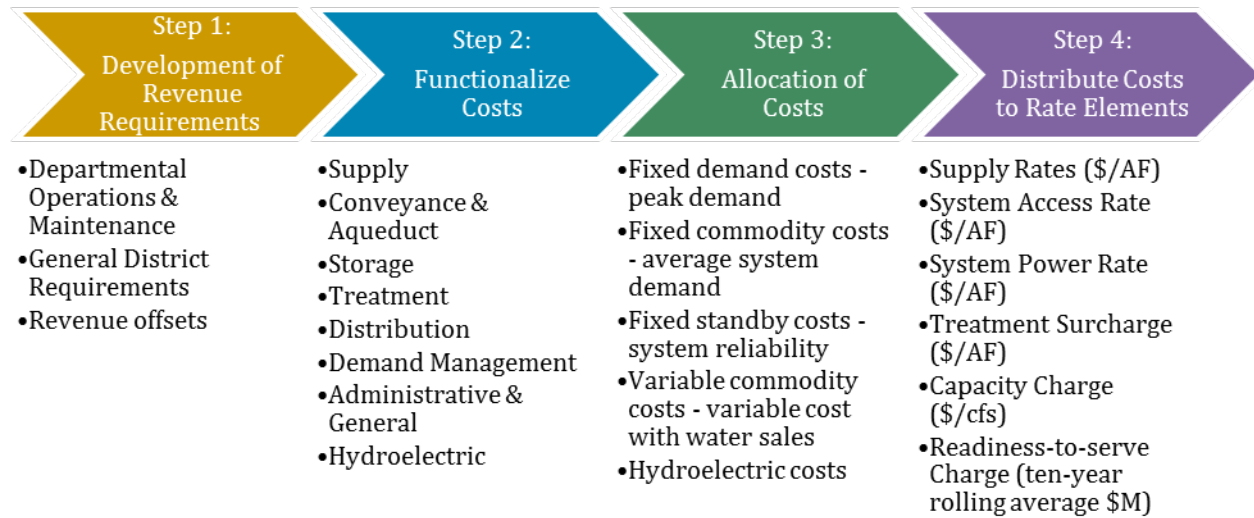 Step 1:
Development of
Revenue
Requirements
Step 2:
Functionalize
Costs
Step 3:
Allocation of
Costs
Step 4:
Distribute Costs
to Rate Elements
•Departmental
Operations &
Maintenance
•General District
Requirements
•Revenue offsets
•Supply
•Conveyance &
Aqueduct
•Storage
•Treatment
•Distribution
•Demand Management
•Administrative &
General
•Hydroelectric
•Fixed demand costs -
peak demand
•Fixed commodity costs
- average system
demand
•Fixed standby costs -
system reliability
•Variable commodity
costs - variable cost
with water sales
•Hydroelectric costs
•Supply Rates ($/AF)
•System Access Rate
($/AF)
•System Power Rate
($/AF)
•Treatment Surcharge
($/AF)
•Capacity Charge
($/cfs)
•Readiness-to-serve
Charge (ten-year
rolling average $M)